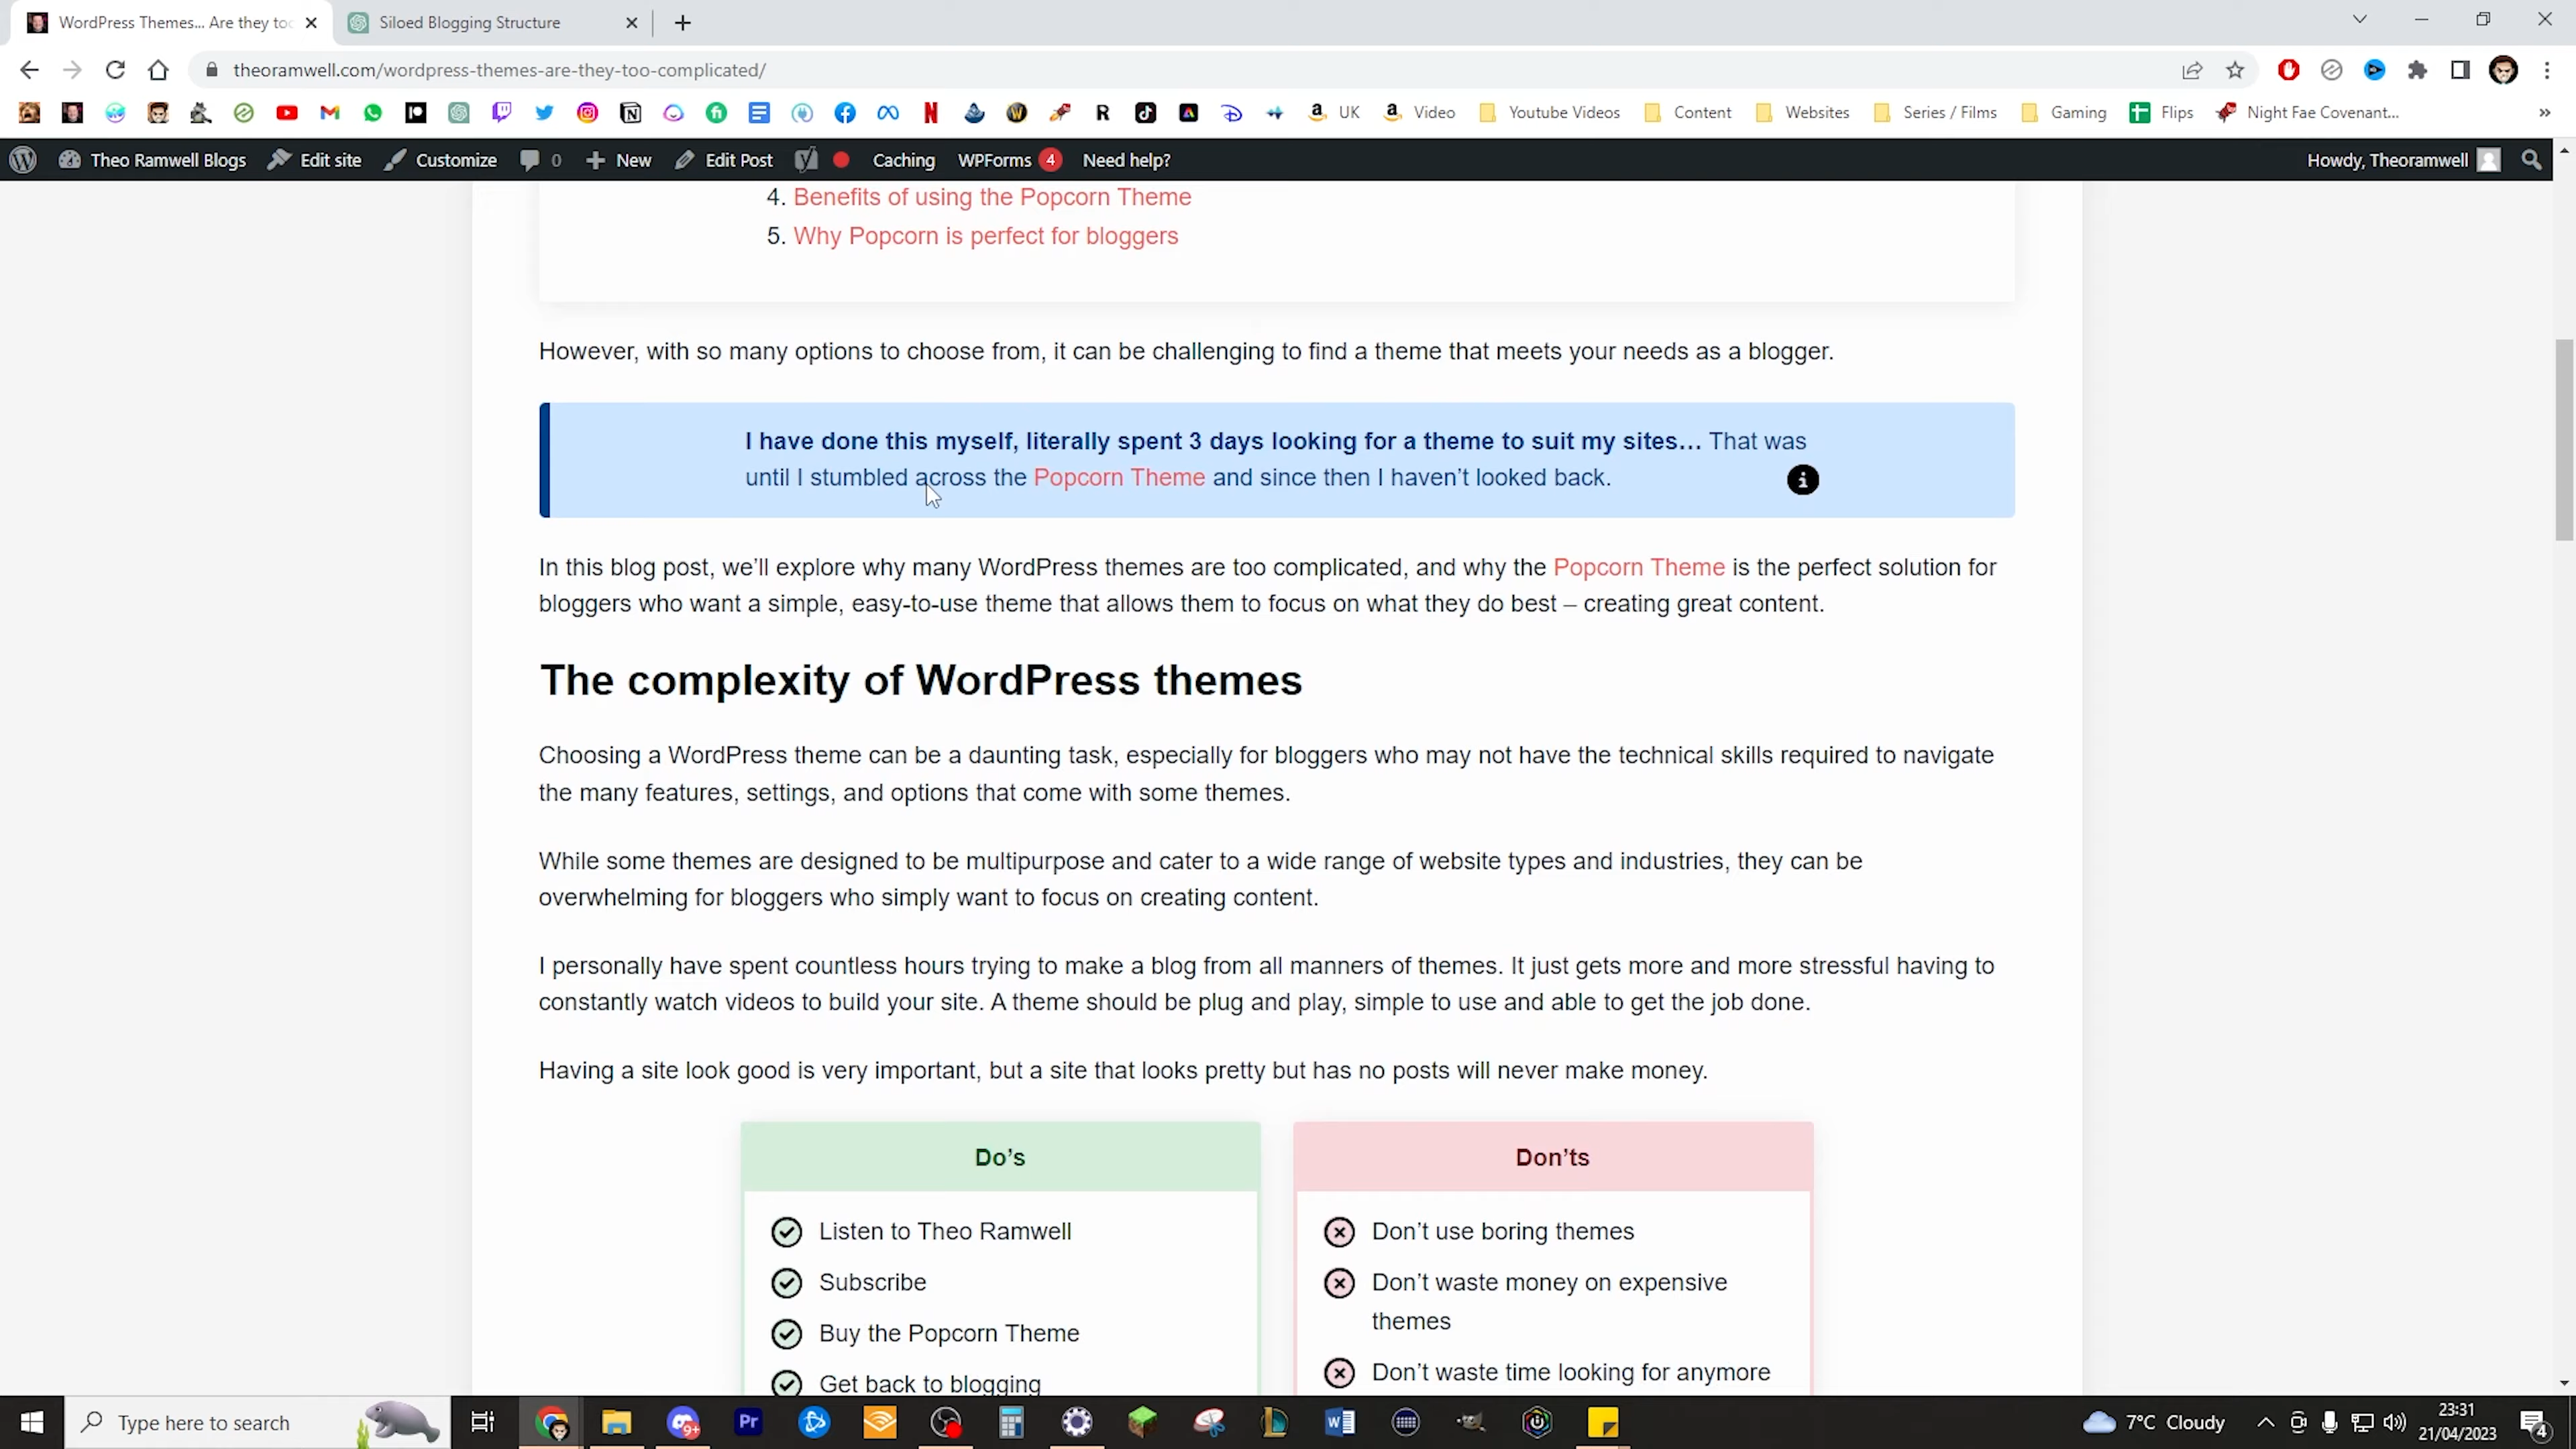 WordPress Themes... Are they too
Siloed Blogging Structure
theoramwell.com/wordpress-themes-are-they-too-complicated/
UK
Video
Youtube Videos
Content
Websites
Series / Films
Gaming
Flips
Night Fae Covenant...
Theo Ramwell Blogs
Edit site
Customize
0
New
Edit Post
Caching
WPForms 4
Need help?
Howdy, Theoramwell
4. Benefits of using the Popcorn Theme
5. Why Popcorn is perfect for bloggers
However, with so many options to choose from, it can be challenging to find a theme that meets your needs as a blogger.
I have done this myself, literally spent 3 days looking for a theme to suit my sites… That was
until I stumbled across the Popcorn Theme and since then I haven’t looked back.
In this blog post, we’ll explore why many WordPress themes are too complicated, and why the Popcorn Theme is the perfect solution for
bloggers who want a simple, easy-to-use theme that allows them to focus on what they do best – creating great content.
The complexity of WordPress themes
Choosing a WordPress theme can be a daunting task, especially for bloggers who may not have the technical skills required to navigate
the many features, settings, and options that come with some themes.
While some themes are designed to be multipurpose and cater to a wide range of website types and industries, they can be
overwhelming for bloggers who simply want to focus on creating content.
I personally have spent countless hours trying to make a blog from all manners of themes. It just gets more and more stressful having to
constantly watch videos to build your site. A theme should be plug and play, simple to use and able to get the job done.
Having a site look good is very important, but a site that looks pretty but has no posts will never make money.
Do’s
Listen to Theo Ramwell
Subscribe
Buy the Popcorn Theme
Get back to blogging
Don’ts
Don’t use boring themes
Don’t waste money on expensive
themes
Don’t waste time looking for anymore
Type here to search
9+
Pr
7°C Cloudy
23:31
21/04/2023
4